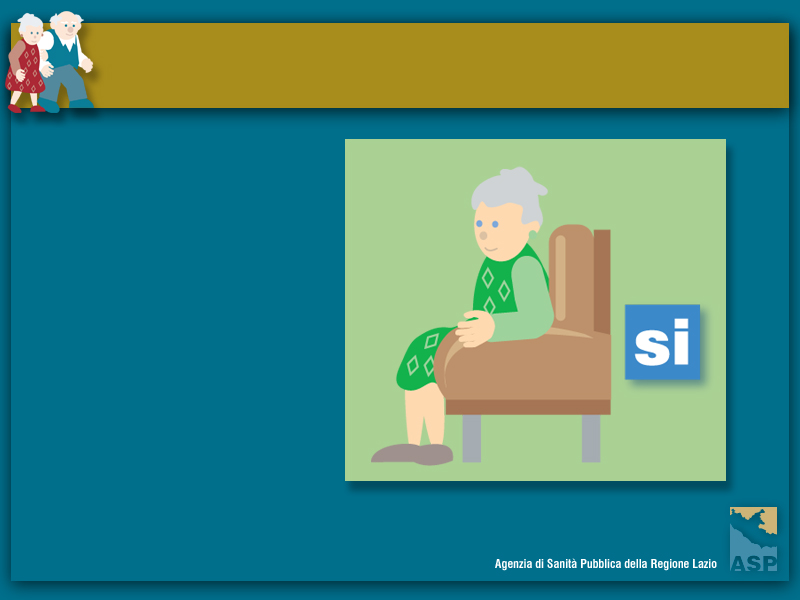 si
Agenzia di Sanità Pubblica della Regione Lazio
ASP